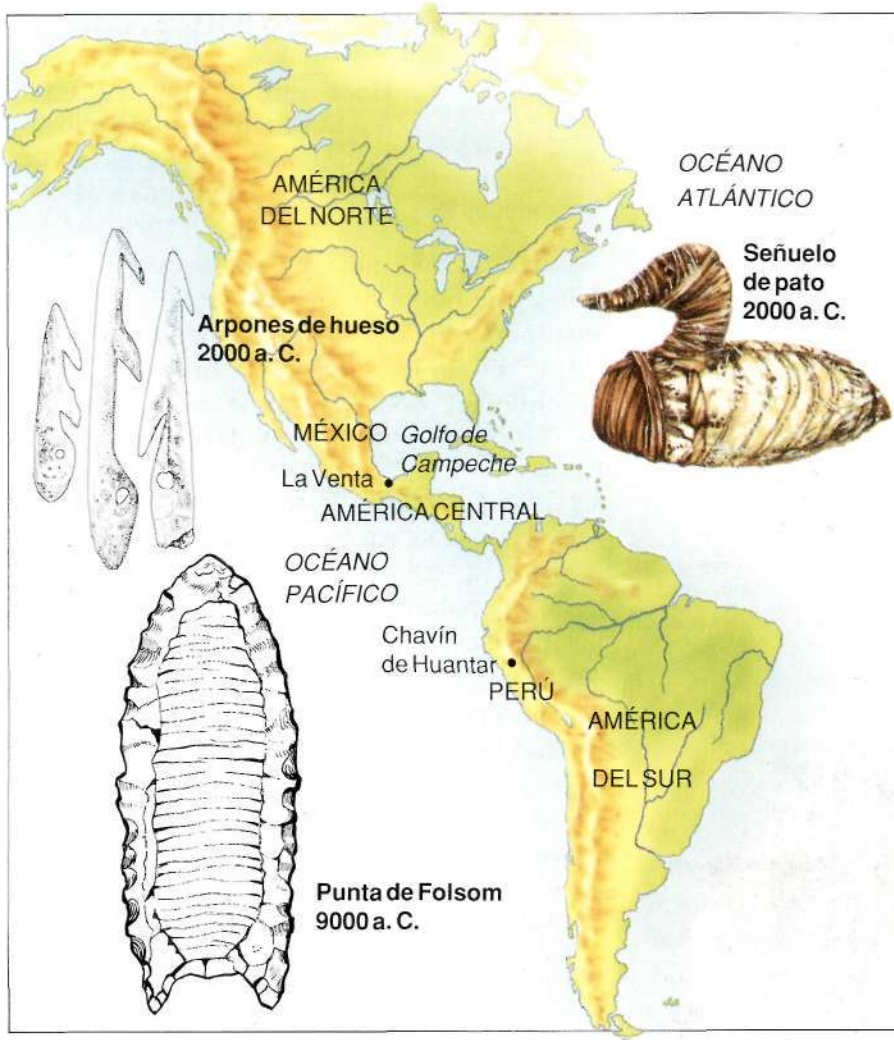 OCÉANO
ATLÁNTICO
AMÉRICA
DEL NORTE
Señuelo
de pato
2000 a. C.
Arpones de hueso
2000 a. C.
MÉXICO
Golfo de
Campeche
La Venta
AMÉRICA CENTRAL
OCÉANO
PACÍFICO
Chavín
de Huantar
PERÚ
AMÉRICA
DEL SUR
Punta de Folsom
9000 a. C.